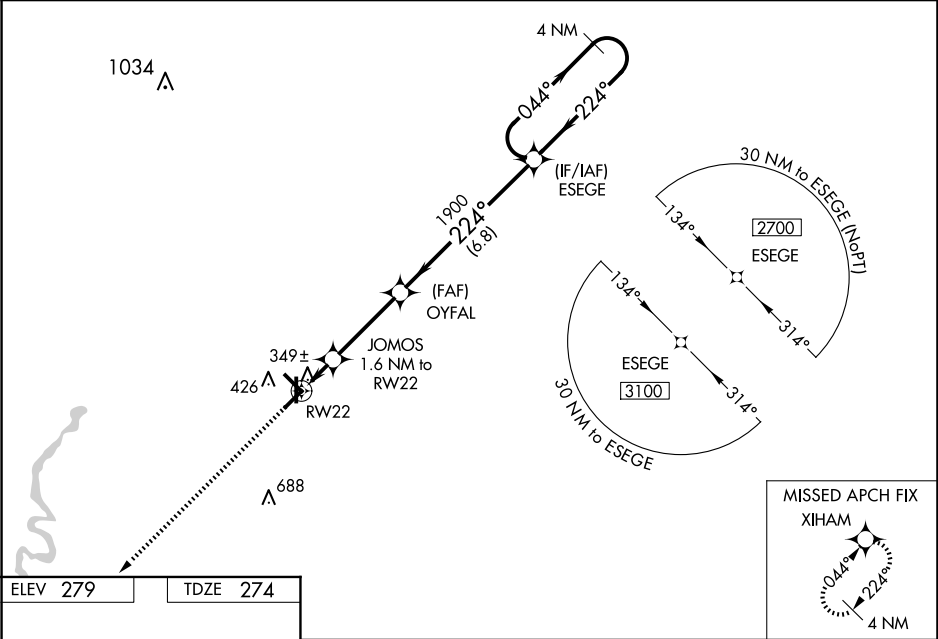 4 NM
1034
044°
224°
(IF/IAF)
ESEGE
30 NM to ESEGE (NoPT)
1900
224°
(6.8)
134°
2700
ESEGE
314°
(FAF)
OYFAL
134°
ESEGE
3100
314°
30 NM to ESEGE
JOMOS
1.6 NM to
RW22
349±
426
RW22
688
MISSED APCH FIX
XIHAM
044°
224°
4 NM
ELEV 279
TDZE 274